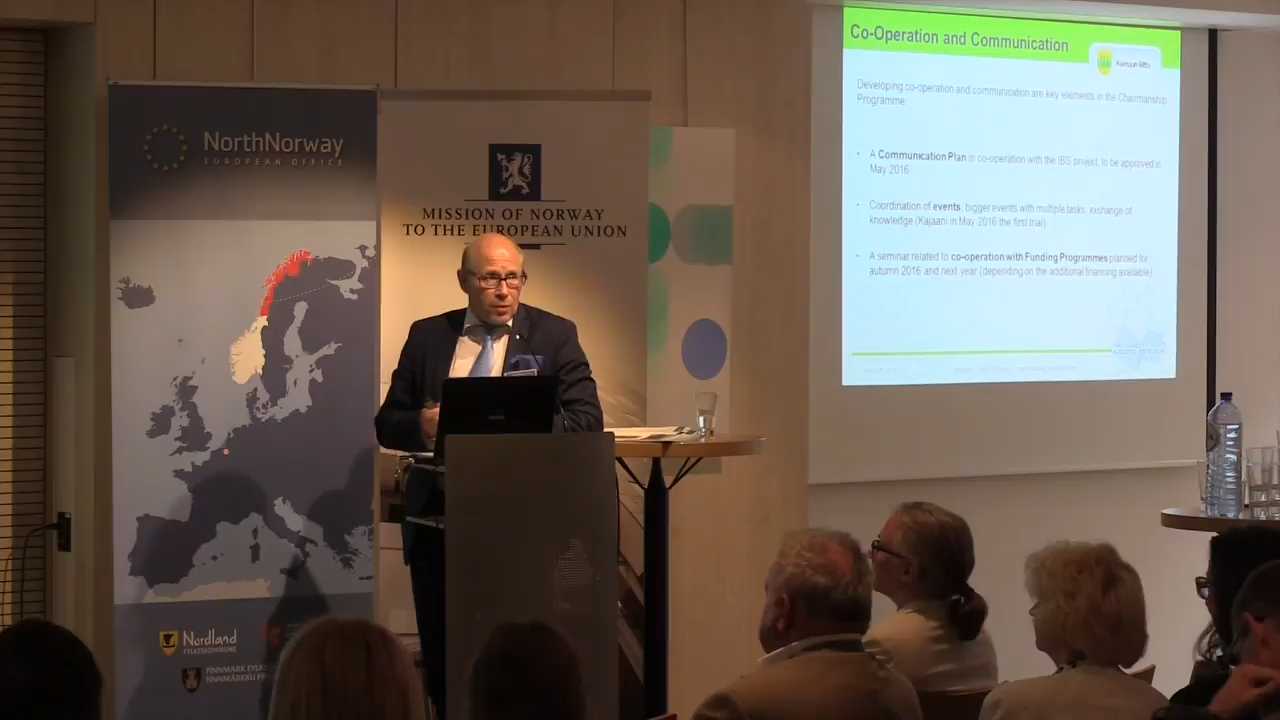 NorthNorway
EUROPEAN OFFICE
MISSION OF NORWAY
TO THE EUROPEAN UNION
Nordland
FYLKESKOMMUNE
FINNMARK
FINNMÁRKKU
Co-Operation and Communication
Kainuun liitto
Developing co-operation and communication are key elements in the Chairmanship
Programme.
• A Communication Plan in co-operation with the IBS project, to be approved in
May 2016
• Coordination of events, bigger events with multiple tasks, exchange of
knowledge (Kajaani in May 2016 the first trial)
• A seminar related to co-operation with Funding Programmes planned for
autumn 2016 and next year (depending on the additional financing available)